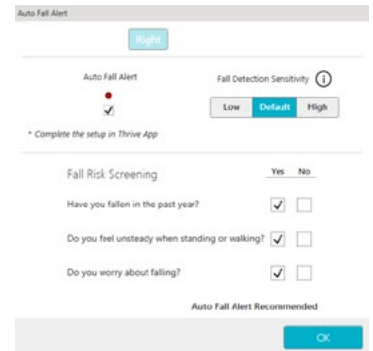 Auto Fall Alert
Right
Auto Fall Alert
Fall Detection Sensitivity i
Low Default High
* Complete the setup in Thrive App
Fall Risk Screening Yes No
Have you fallen in the past year?
Do you feel unsteady when standing or walking?
Do you worry about falling?
Auto Fall Alert Recommended
OK